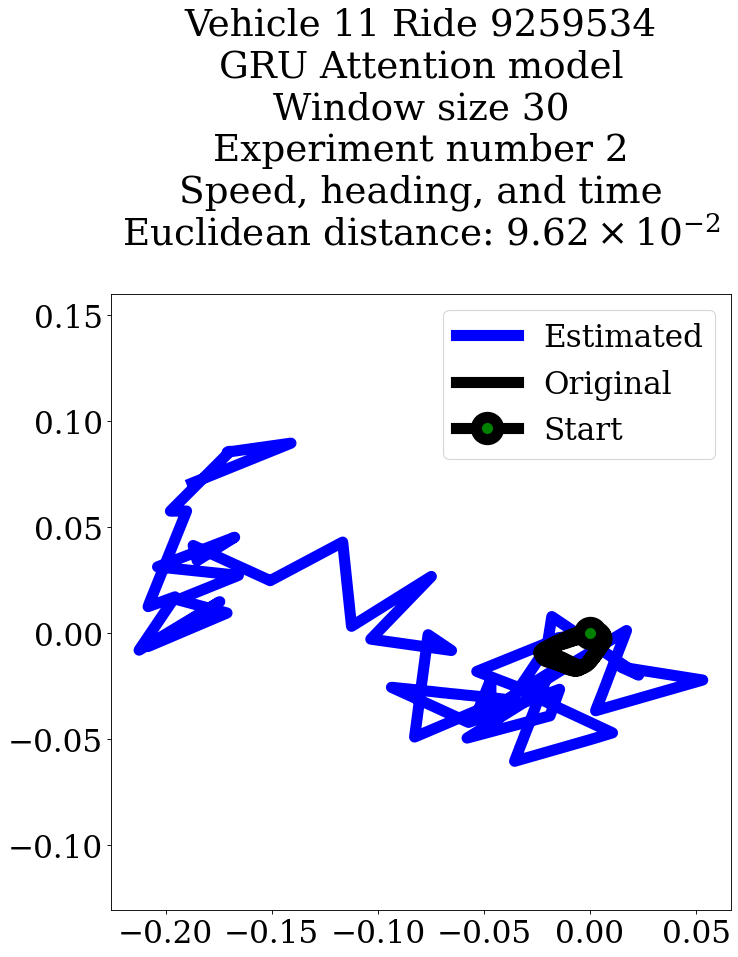 Vehicle 11 Ride 9259534
GRU Attention model
Window size 30
Experiment number 2
Speed, heading, and time
Euclidean distance: 9.62 × 10⁻²
Estimated
Original
Start
0.15
0.10
0.05
0.00
−0.05
−0.10
−0.20 −0.15 −0.10 −0.05 0.00 0.05